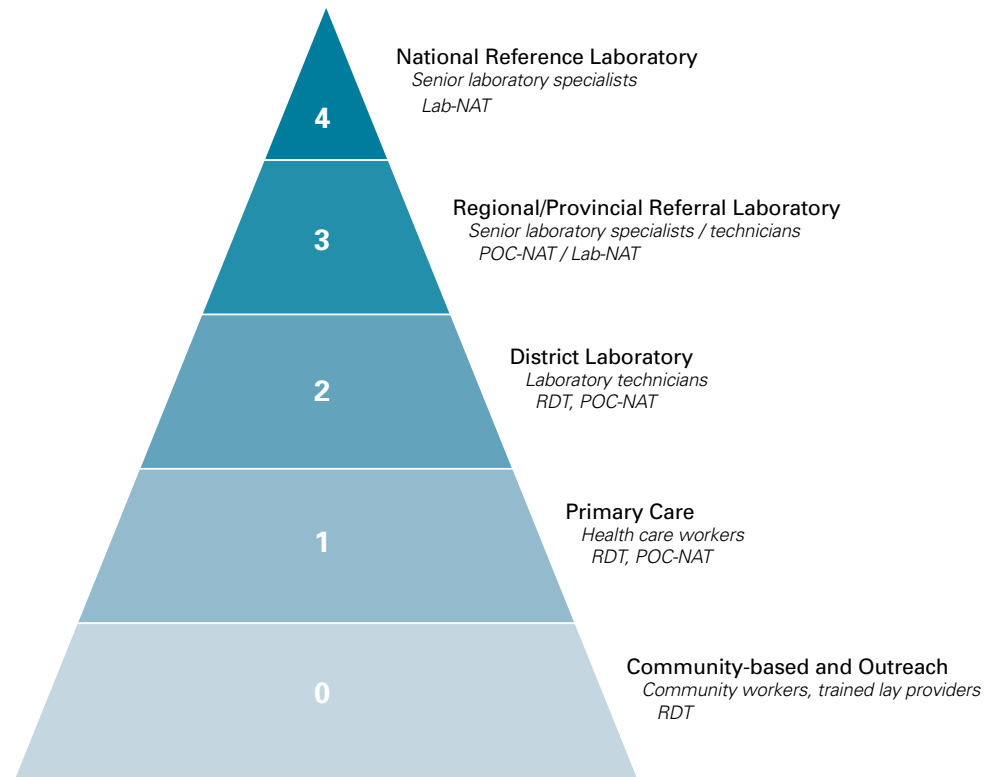 National Reference Laboratory
Senior laboratory specialists
Lab-NAT
4
Regional/Provincial Referral Laboratory
Senior laboratory specialists / technicians
POC-NAT / Lab-NAT
3
District Laboratory
Laboratory technicians
RDT, POC-NAT
2
Primary Care
Health care workers
RDT, POC-NAT
1
Community-based and Outreach
Community workers, trained lay providers
RDT
0